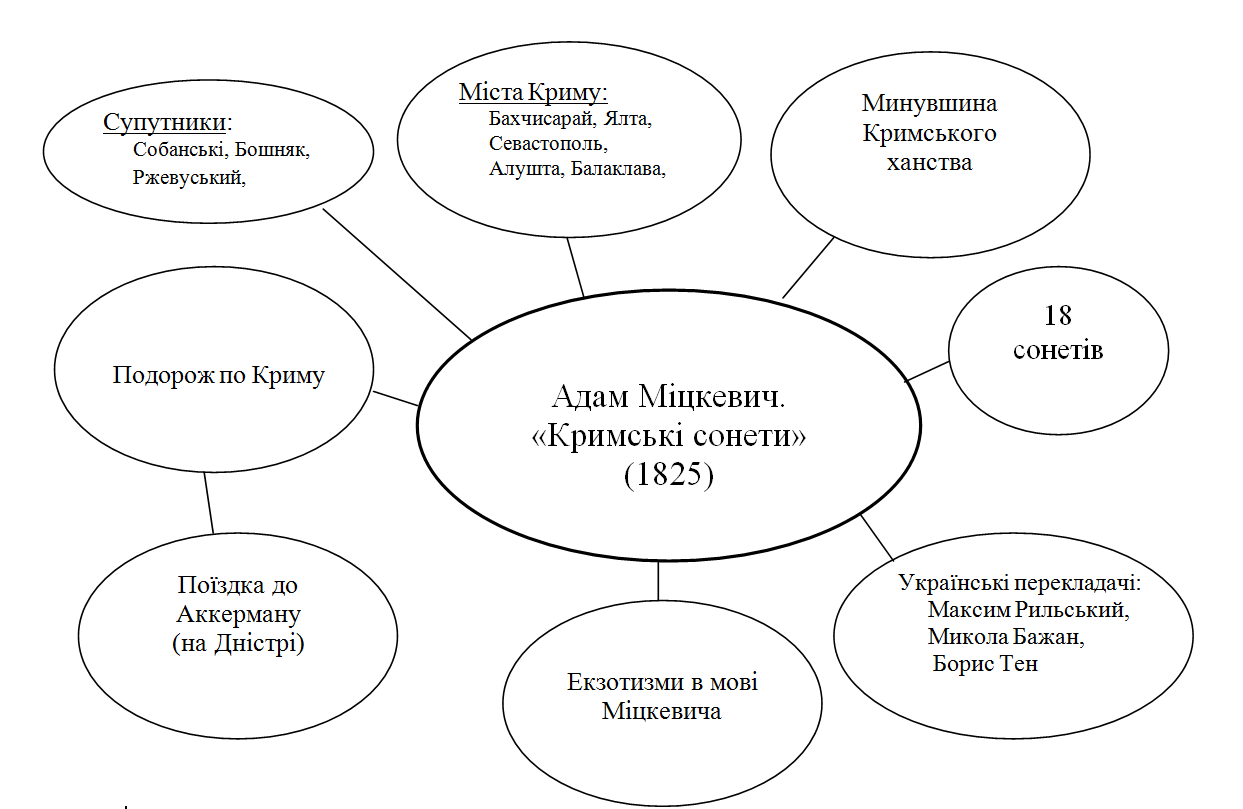 Супутники:
Собанські, Бошняк,
Ржевуський,
Міста Криму:
Бахчисарай, Ялта,
Севастополь,
Алушта, Балаклава,
Минувшина
Кримського
ханства
18
сонетів
Подорож по Криму
Адам Міцкевич.
«Кримські сонети»
(1825)
Поїздка до
Аккерману
(на Дністрі)
Екзотизми в мові
Міцкевича
Українські перекладачі:
Максим Рильський,
Микола Бажан,
Борис Тен